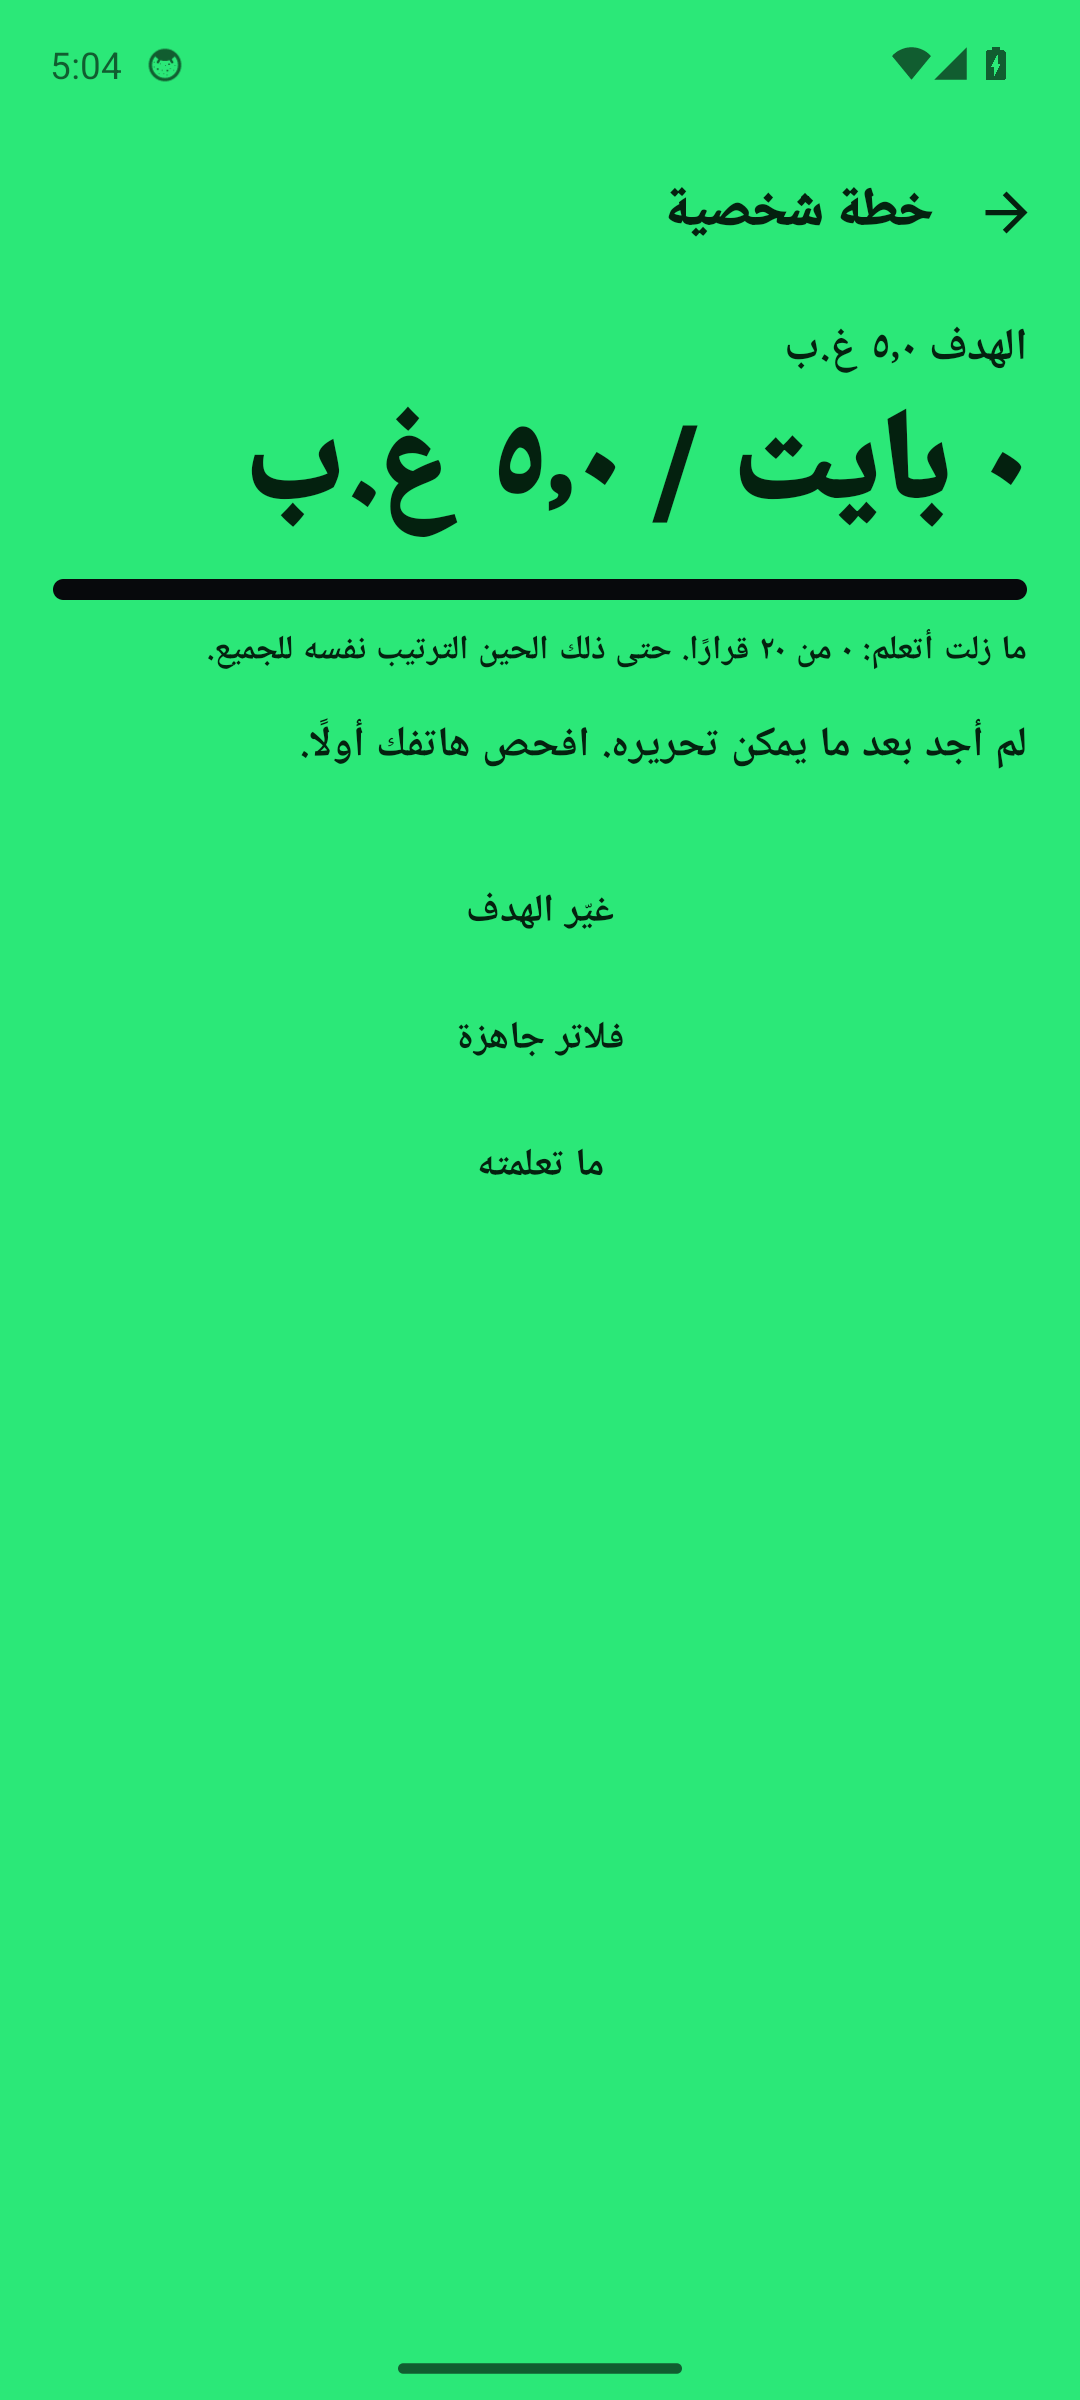 5:04
خطة شخصية
الهدف ٥,٠ غ.ب
٠ بايت / ٥,٠ غ.ب
ما زلت أتعلم: ٠ من ٢٠ قرارًا. حتى ذلك الحين الترتيب نفسه للجميع.
لم أجد بعد ما يمكن تحريره. افحص هاتفك أولًا.
غيّر الهدف
فلاتر جاهزة
ما تعلمته